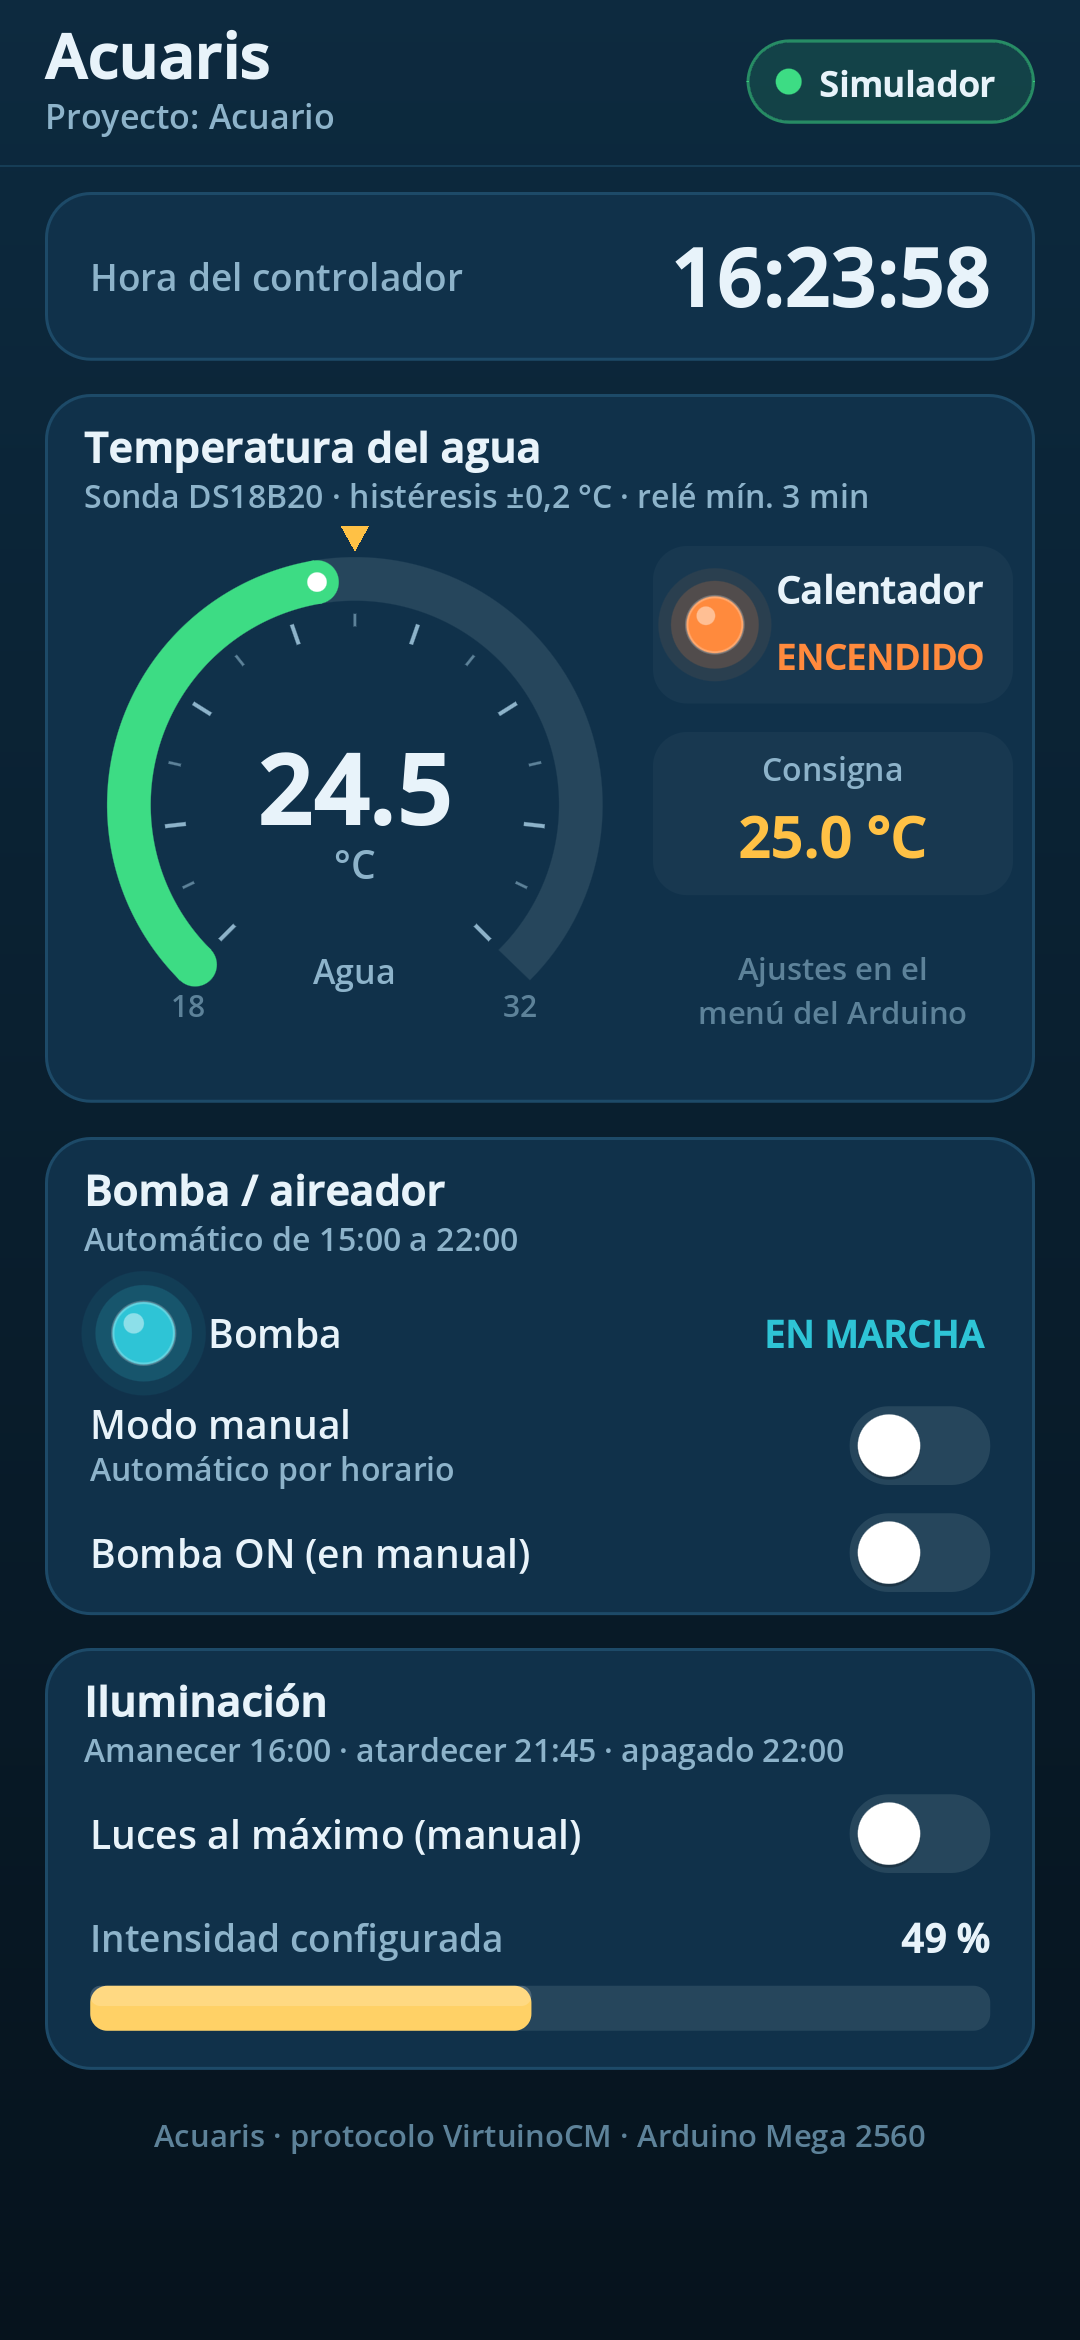 Acuaris
Proyecto: Acuario
Simulador
Hora del controlador
16:23:58
Temperatura del agua
Sonda DS18B20 · histéresis ±0,2 °C · relé mín. 3 min
24.5
°C
Agua
18
32
Calentador
ENCENDIDO
Consigna
25.0 °C
Ajustes en el
menú del Arduino
Bomba / aireador
Automático de 15:00 a 22:00
Bomba
EN MARCHA
Modo manual
Automático por horario
Bomba ON (en manual)
Iluminación
Amanecer 16:00 · atardecer 21:45 · apagado 22:00
Luces al máximo (manual)
Intensidad configurada
49 %
Acuaris · protocolo VirtuinoCM · Arduino Mega 2560